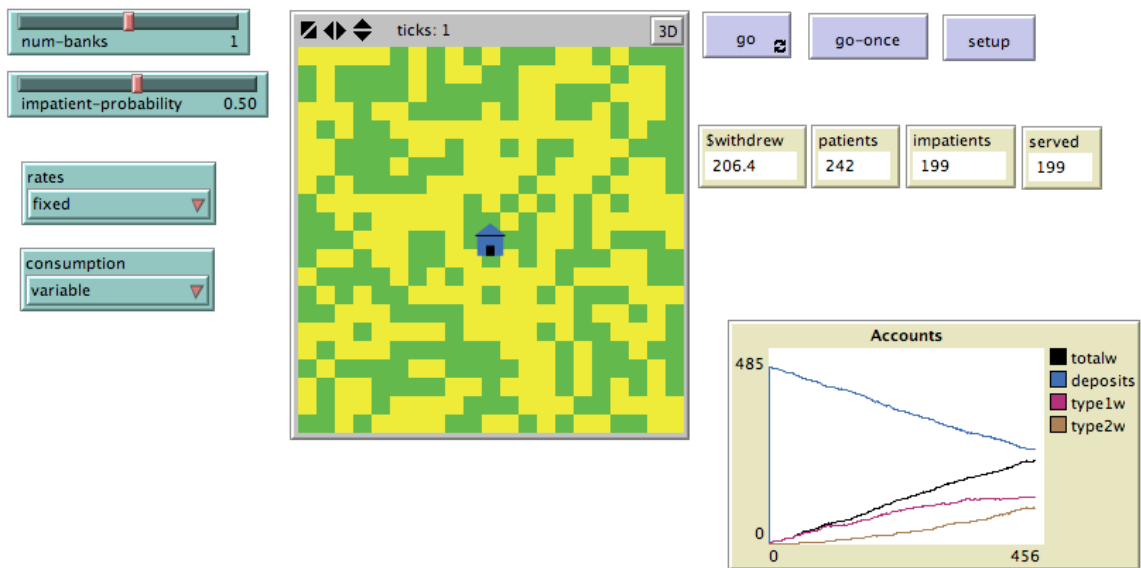 num-banks 1
impatient-probability 0.50
rates
fixed
consumption
variable
ticks: 1 3D
go
go-once
setup
$withdrew
206.4
patients
242
impatients
199
served
199
Accounts
485
0
0 456
totalw
deposits
type1w
type2w